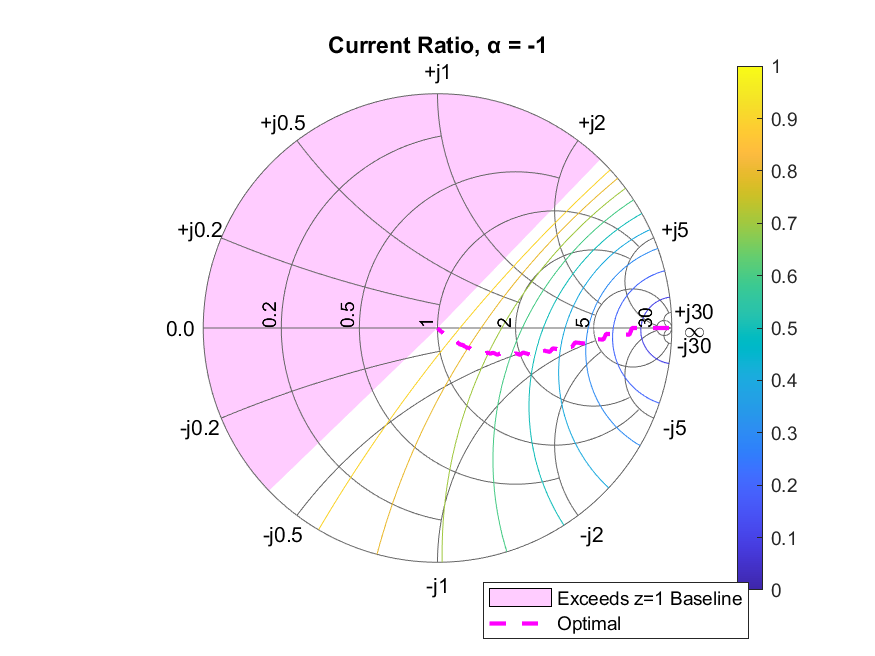 Current Ratio, α = -1
+j1
1
+j0.5
+j2
0.9
0.8
+j0.2
+j5
0.7
0.6
+j30
0.0
0.2
0.5
1
2
5
30
∞
0.5
-j30
0.4
-j0.2
-j5
0.3
0.2
-j0.5
-j2
0.1
-j1
0
Exceeds z=1 Baseline
Optimal